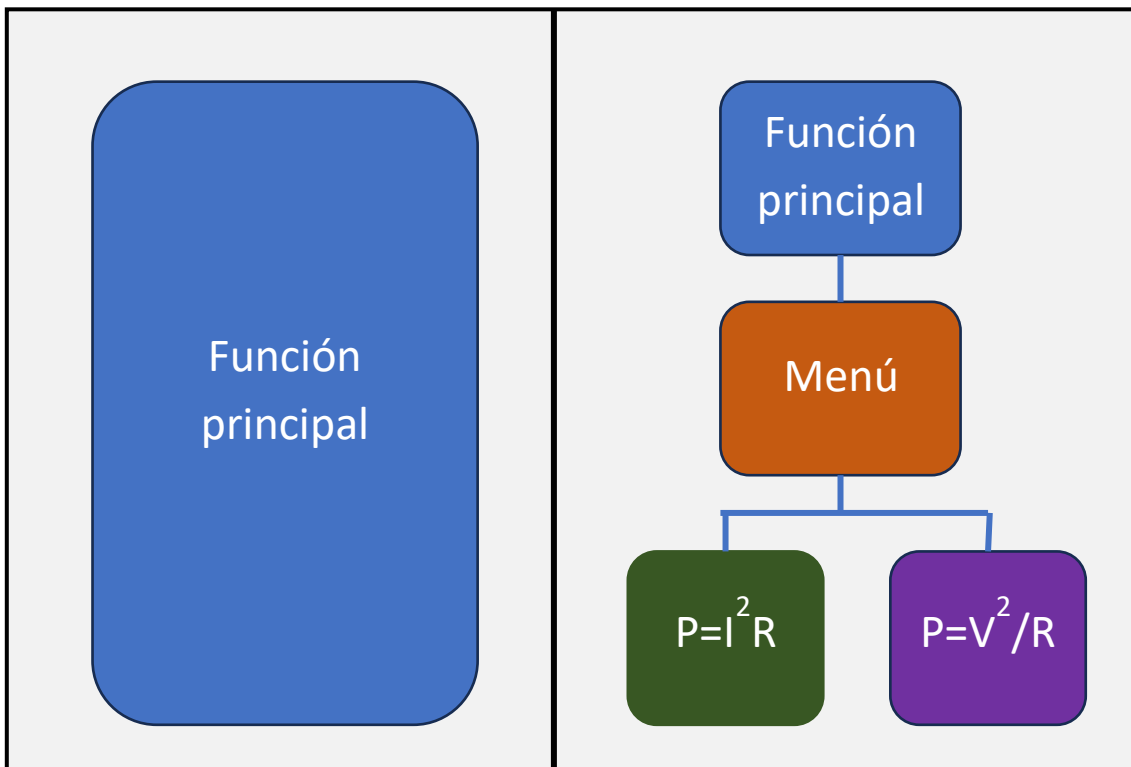 Función
principal
Función
principal
Menú
P=I²R
P=V²/R